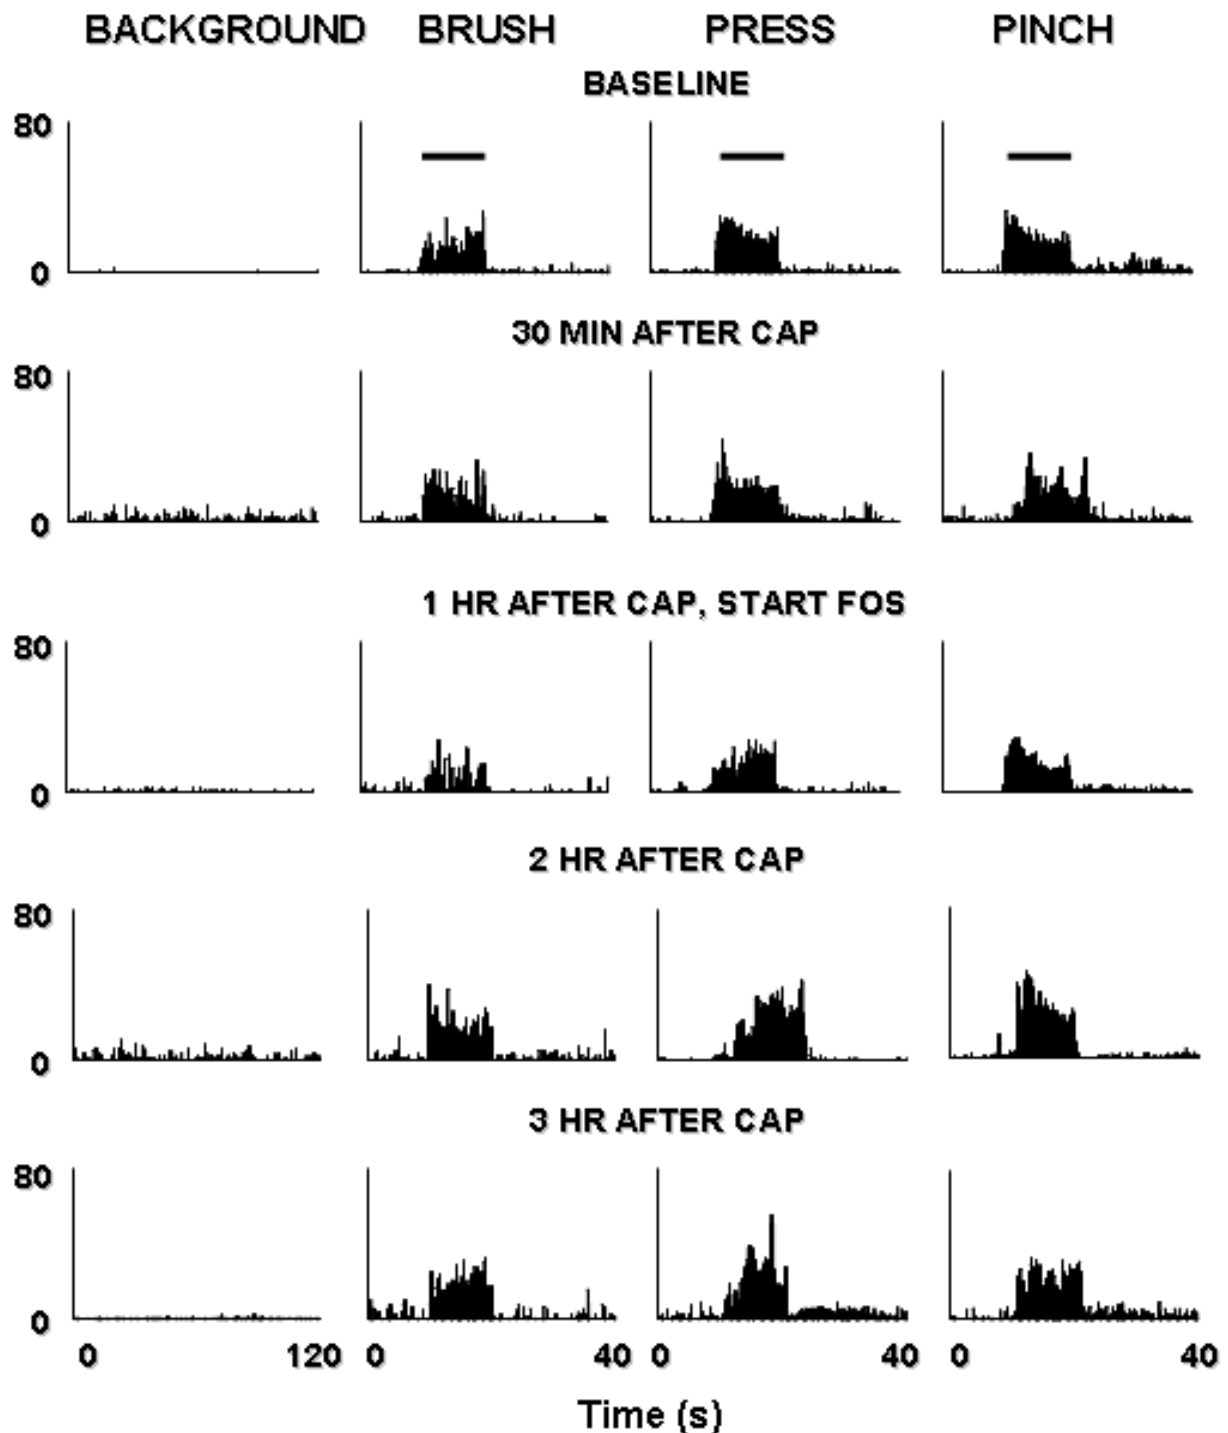 BACKGROUND BRUSH PRESS PINCH
BASELINE
80
0
30 MIN AFTER CAP
80
0
1 HR AFTER CAP, START FOS
80
0
2 HR AFTER CAP
80
0
3 HR AFTER CAP
80
0
0 120 0 40 0 40 0 40
Time (s)